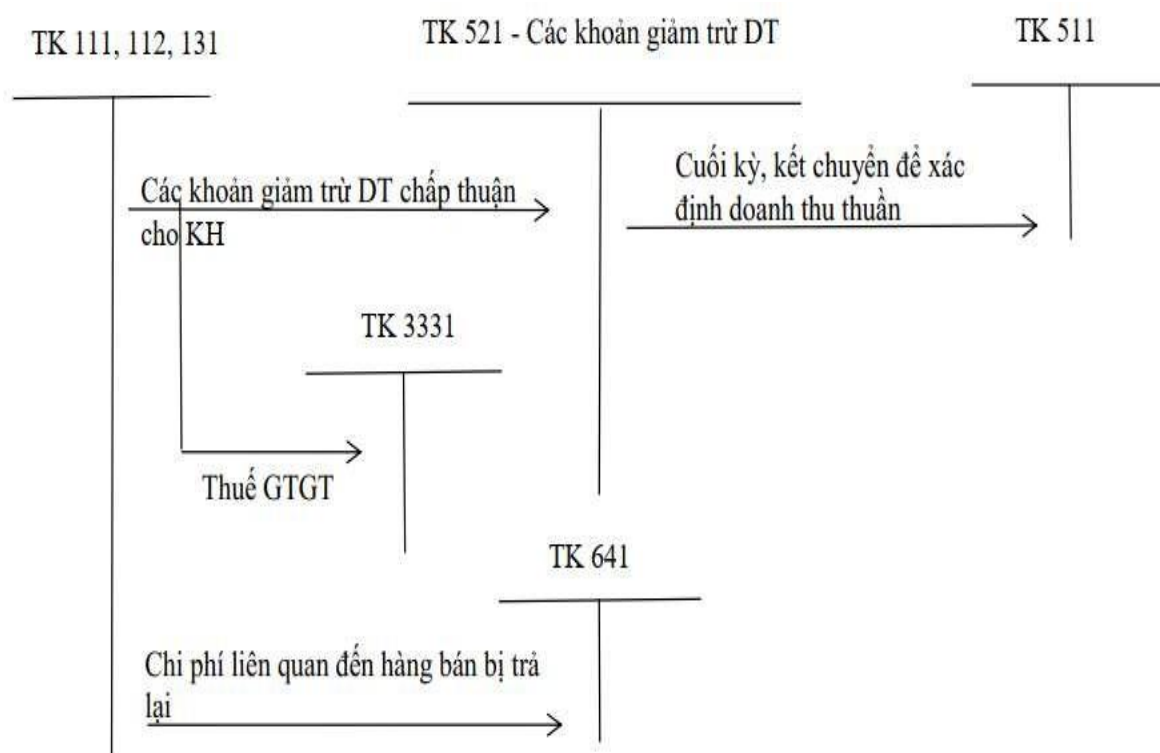 TK 111, 112, 131
TK 521 - Các khoản giảm trừ DT
TK 511
Các khoản giảm trừ DT chấp thuận
cho KH
Cuối kỳ, kết chuyển để xác
định doanh thu thuần
TK 3331
Thuế GTGT
TK 641
Chi phí liên quan đến hàng bán bị trả
lại